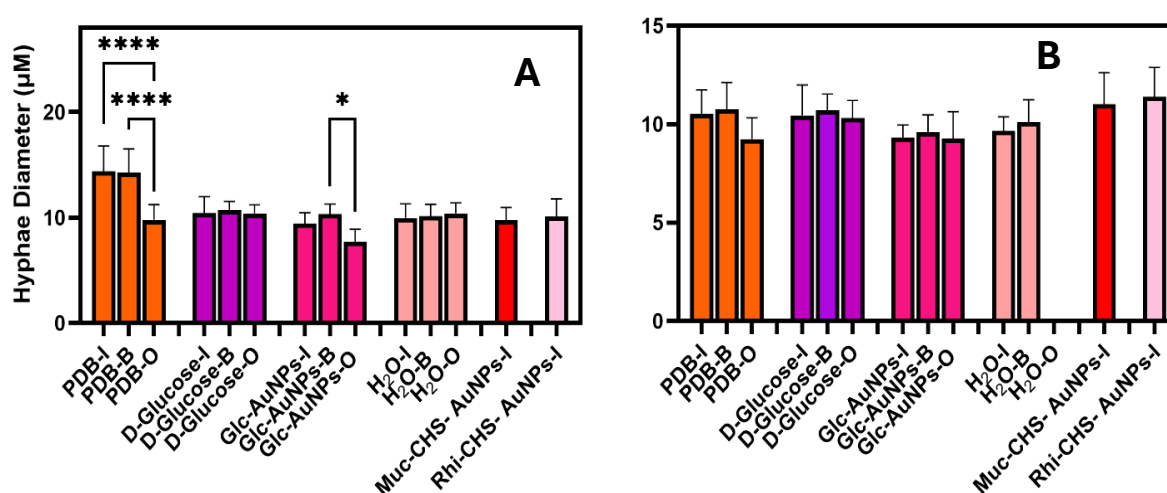 Hyphae Diameter (µM)
20
10
0
****
****
*
A
PDB-I
PDB-B
PDB-O
D-Glucose-I
D-Glucose-B
D-Glucose-O
Glc-AuNPs-I
Glc-AuNPs-B
Glc-AuNPs-O
H₂O-I
H₂O-B
H₂O-O
Muc-CHS- AuNPs-I
Rhi-CHS- AuNPs-I
15
10
5
0
B
PDB-I
PDB-B
PDB-O
D-Glucose-I
D-Glucose-B
D-Glucose-O
Glc-AuNPs-I
Glc-AuNPs-B
Glc-AuNPs-O
H₂O-I
H₂O-B
H₂O-O
Muc-CHS- AuNPs-I
Rhi-CHS- AuNPs-I